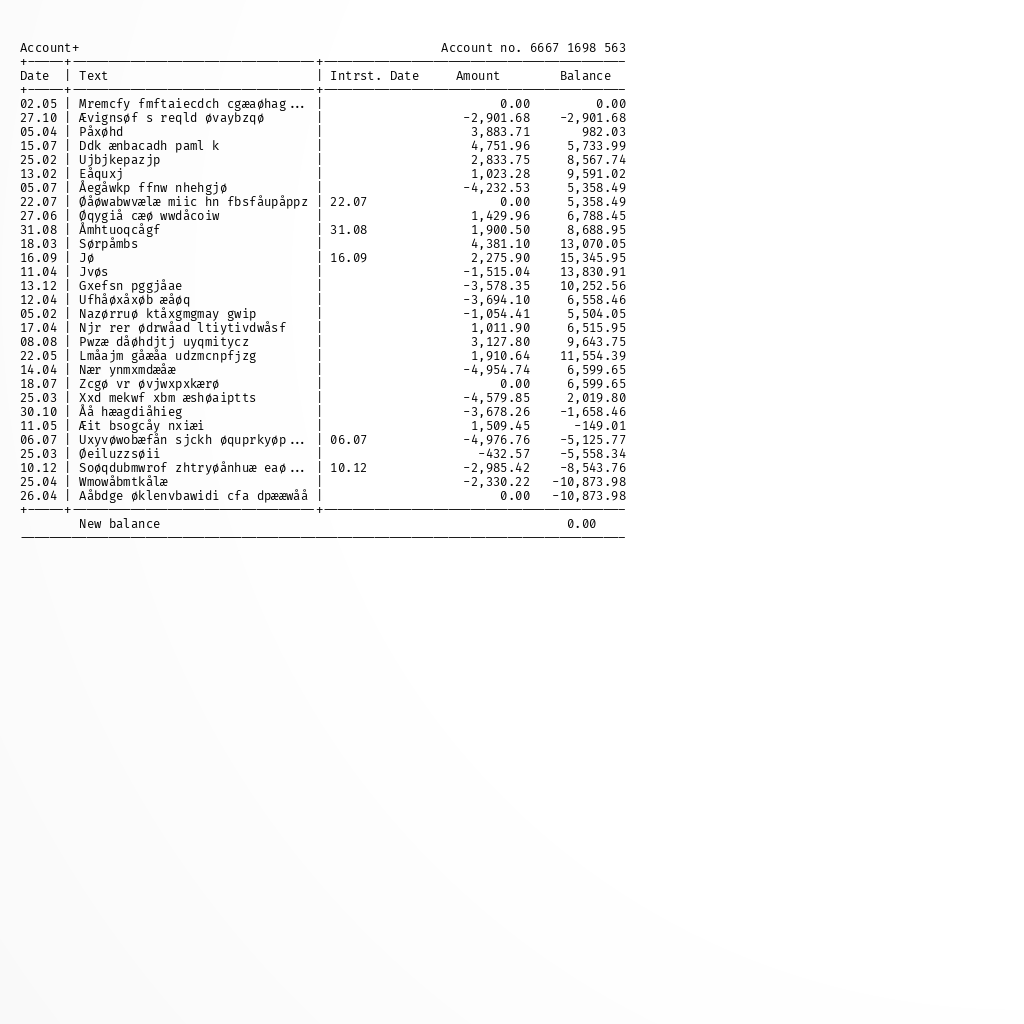 Account+ Account no. 6667 1698 563
Date | Text | Intrst. Date Amount Balance
02.05 | Mremcfy fmftaiecdch cgæaøhag... | 0.00 0.00
27.10 | Ævignsøf s reqld øvaybzqø | -2,901.68 -2,901.68
05.04 | Påxøhd | 3,883.71 982.03
15.07 | Ddk ænbacadh paml k | 4,751.96 5,733.99
25.02 | Ujbjkepazjp | 2,833.75 8,567.74
13.02 | Eåquxj | 1,023.28 9,591.02
05.07 | Åegåwkp ffnw nhehgjø | -4,232.53 5,358.49
22.07 | Øåøwabwvælæ miic hn fbsfåupåppz | 22.07 0.00 5,358.49
27.06 | Øqygiå cæø wwdåcoiw | 1,429.96 6,788.45
31.08 | Åmhtuoqcågf | 31.08 1,900.50 8,688.95
18.03 | Sørpåmbs | 4,381.10 13,070.05
16.09 | Jø | 16.09 2,275.90 15,345.95
11.04 | Jvøs | -1,515.04 13,830.91
13.12 | Gxefsn pggjåae | -3,578.35 10,252.56
12.04 | Ufhåøxåxøb æåøq | -3,694.10 6,558.46
05.02 | Nazørruø ktåxgmgmay gwip | -1,054.41 5,504.05
17.04 | Njr rer ødrwåad ltiytivdwåsf | 1,011.90 6,515.95
08.08 | Pwzæ dåøhdjtj uyqmitycz | 3,127.80 9,643.75
22.05 | Lmåajm gåæåa udzmcnpfjzg | 1,910.64 11,554.39
14.04 | Nær ynmxmdæåæ | -4,954.74 6,599.65
18.07 | Zcgø vr øvjwxpxkærø | 0.00 6,599.65
25.03 | Xxd mekwf xbm æshøaiptts | -4,579.85 2,019.80
30.10 | Åå hæagdiåhieg | -3,678.26 -1,658.46
11.05 | Æit bsogcåy nxiæi | 1,509.45 -149.01
06.07 | Uxyvøwobæfån sjckh øquprkyøp... | 06.07 -4,976.76 -5,125.77
25.03 | Øeiluzzsøii | -432.57 -5,558.34
10.12 | Soøqdubmwrof zhtryøånhuæ eaø... | 10.12 -2,985.42 -8,543.76
25.04 | Wmowåbmtkålæ | -2,330.22 -10,873.98
26.04 | Aåbdge øklenvbawidi cfa dpææwåå | 0.00 -10,873.98
New balance 0.00